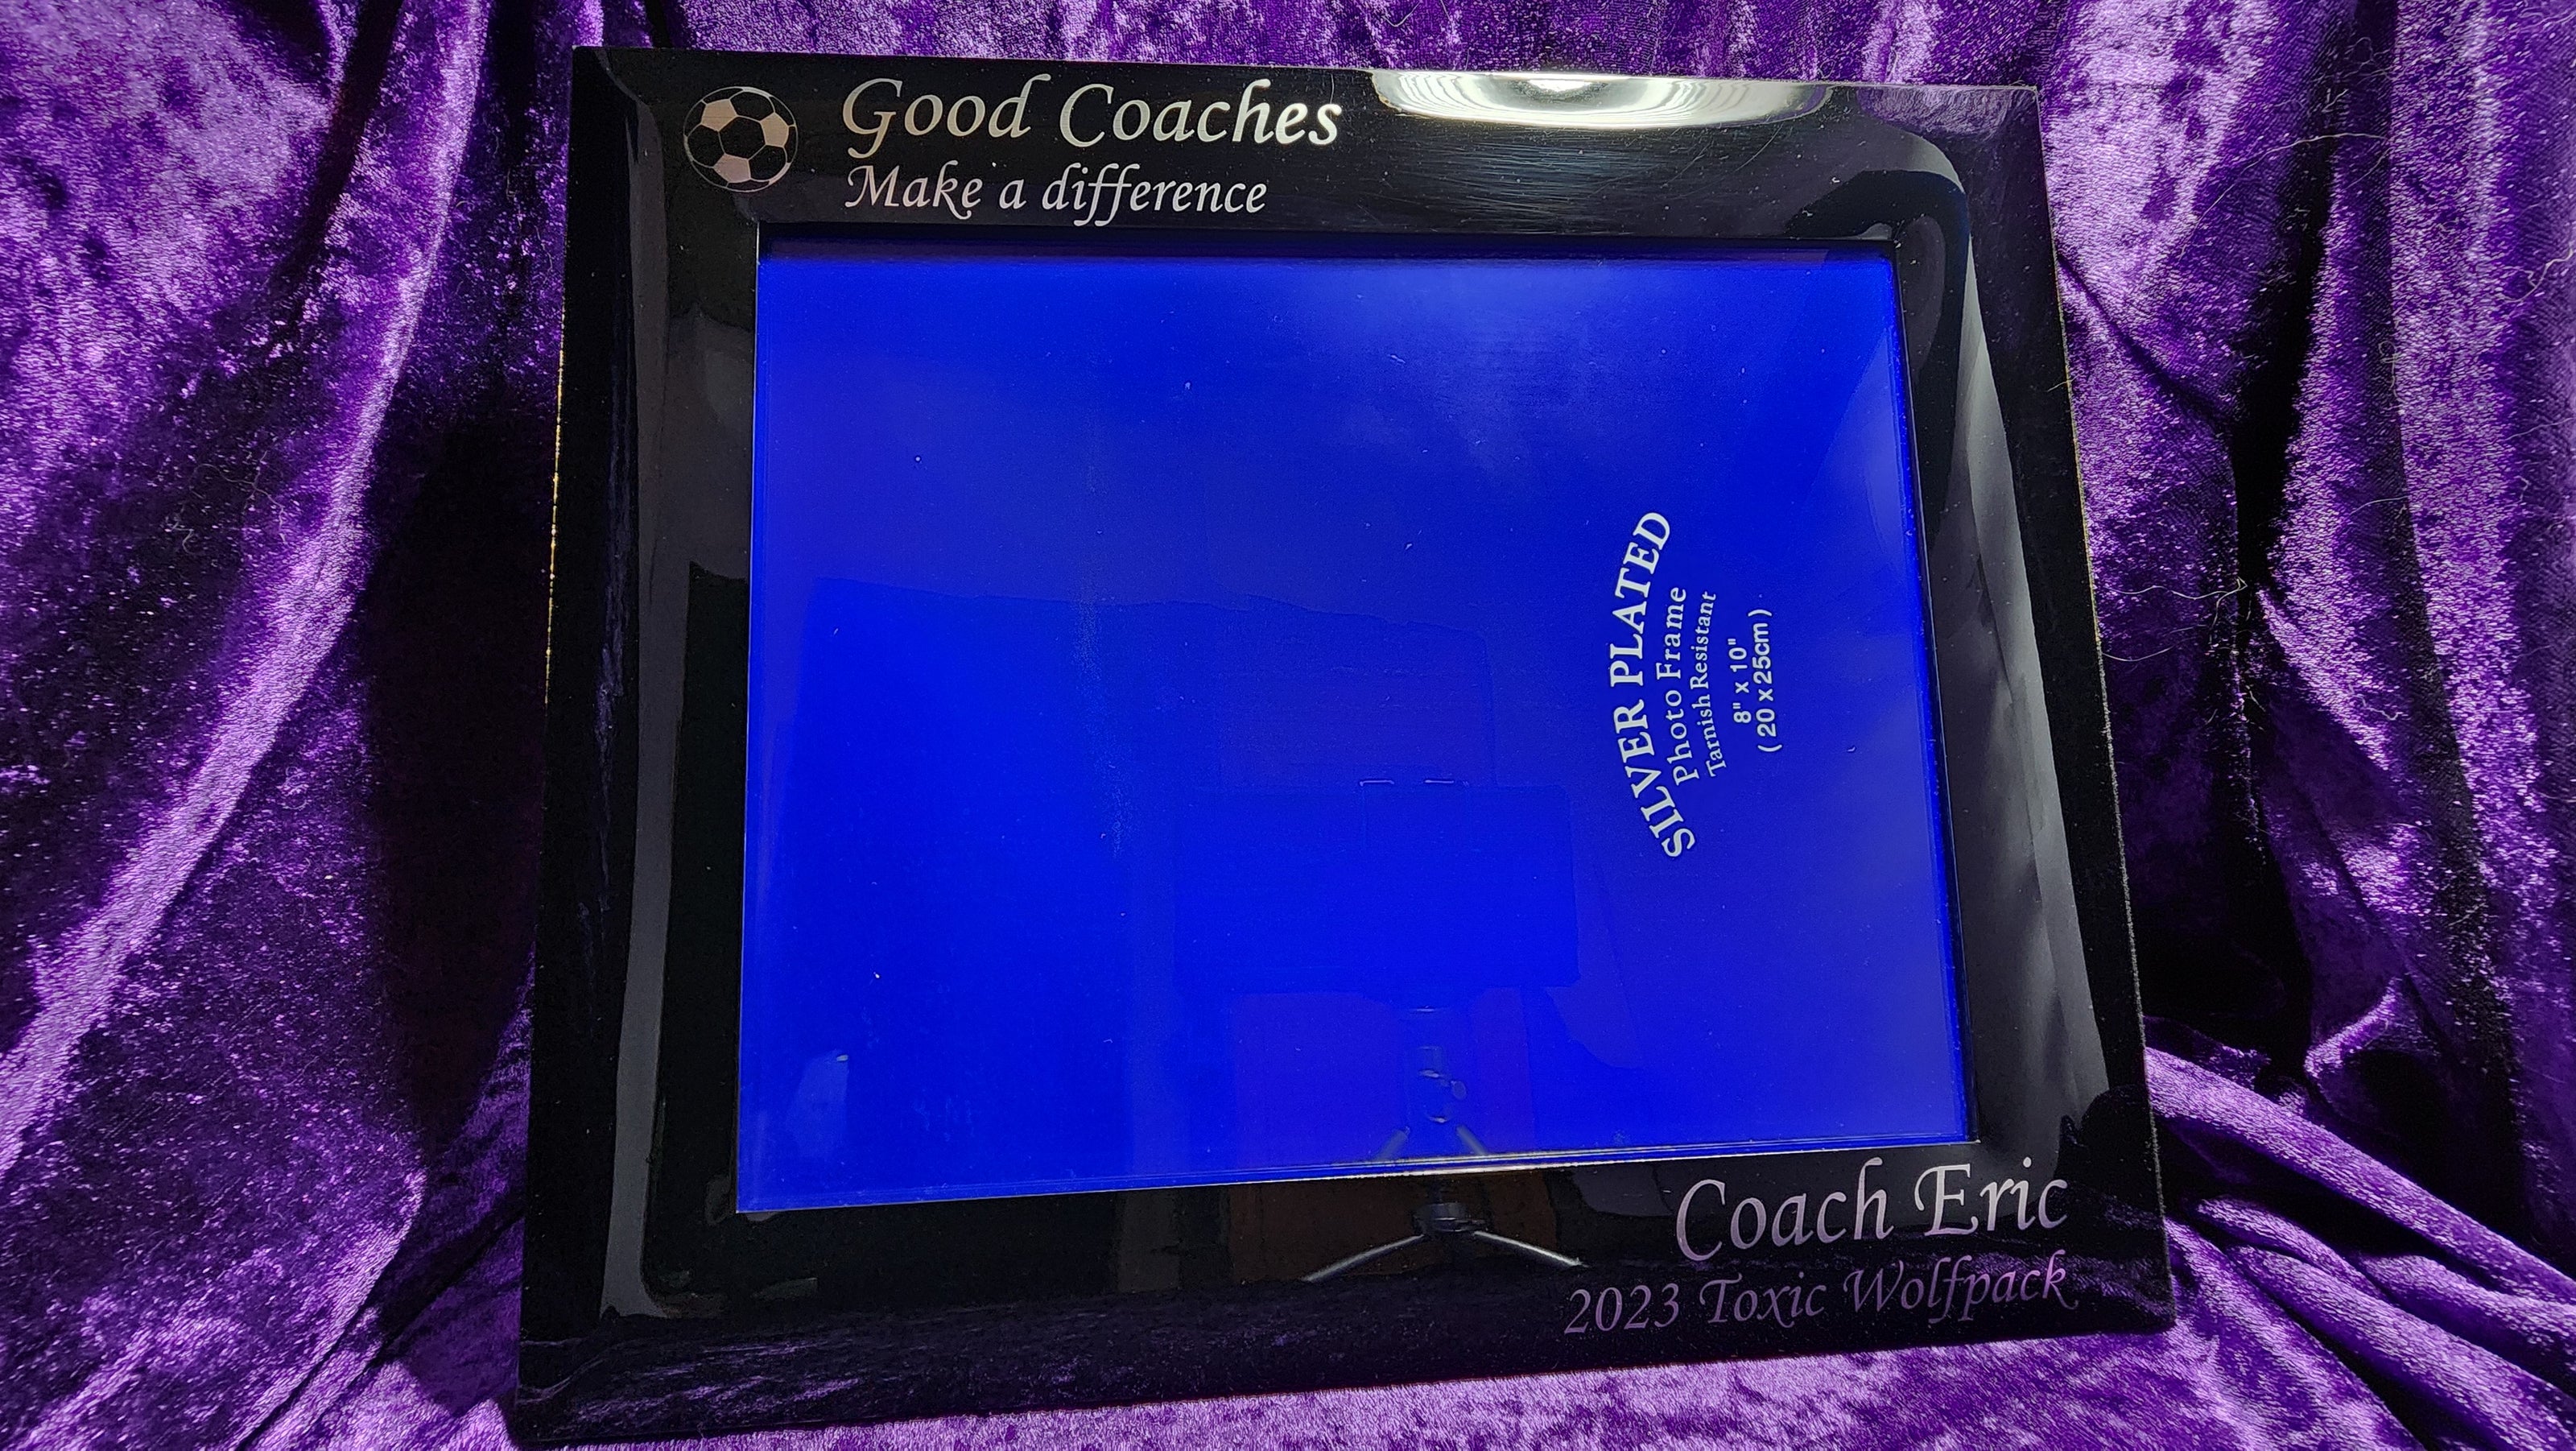 Good Coaches
Make a difference
SILVER PLATED
Photo Frame
Tarnish Resistant
8" x 10"
( 20 x 25cm )
Coach Eric
2023 Toxic Wolfpack